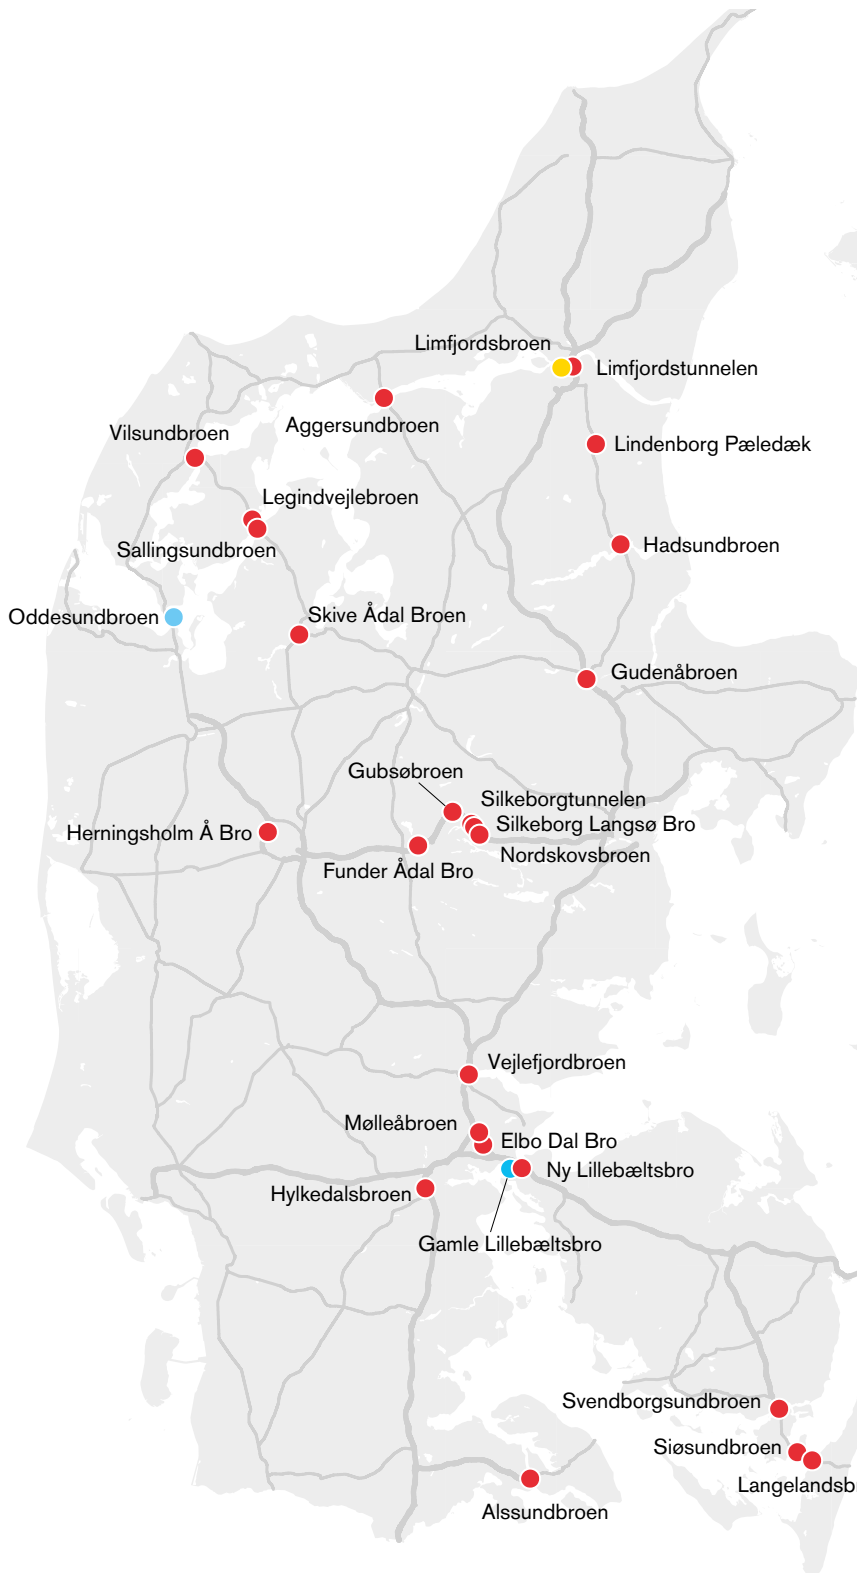 Limfjordsbroen
Limfjordstunnelen
Aggersundbroen
Vilsundbroen
Lindenborg Pæledæk
Legindvejlebroen
Sallingsundbroen
Hadsundbroen
Oddesundbroen
Skive Ådal Broen
Gudenåbroen
Gubsøbroen
Silkeborgtunnelen
Silkeborg Langsø Bro
Herningsholm Å Bro
Nordskovsbroen
Funder Ådal Bro
Vejlefjordbroen
Mølleåbroen
Elbo Dal Bro
Ny Lillebæltsbro
Hylkedalsbroen
Gamle Lillebæltsbro
Svendborgsundbroen
Siøsundbroen
Langelandsb
Alssundbroen